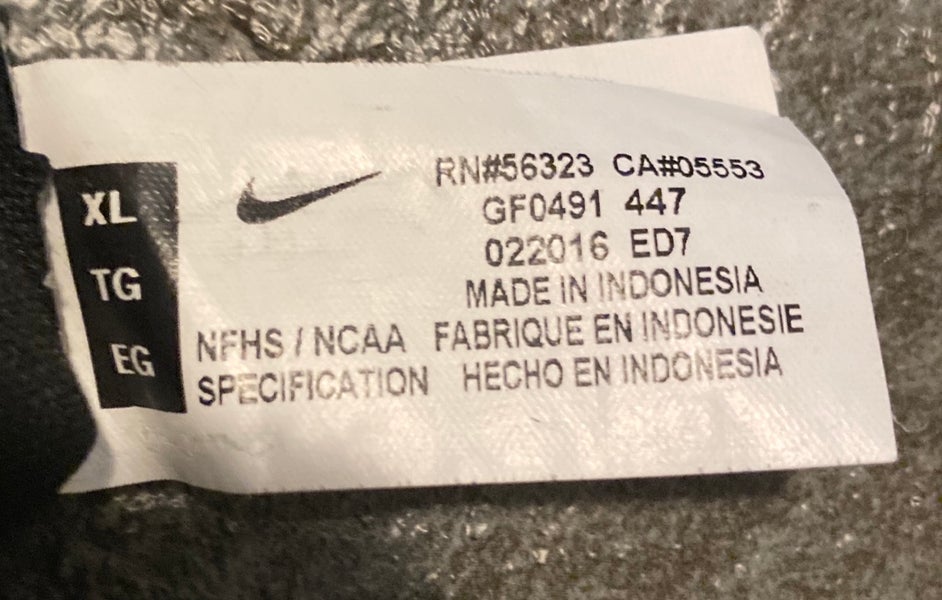 XL
TG
EG
RN#56323 CA#05553
GF0491 447
022016 ED7
MADE IN INDONESIA
FABRIQUE EN INDONESIE
HECHO EN INDONESIA
NFHS / NCAA
SPECIFICATION